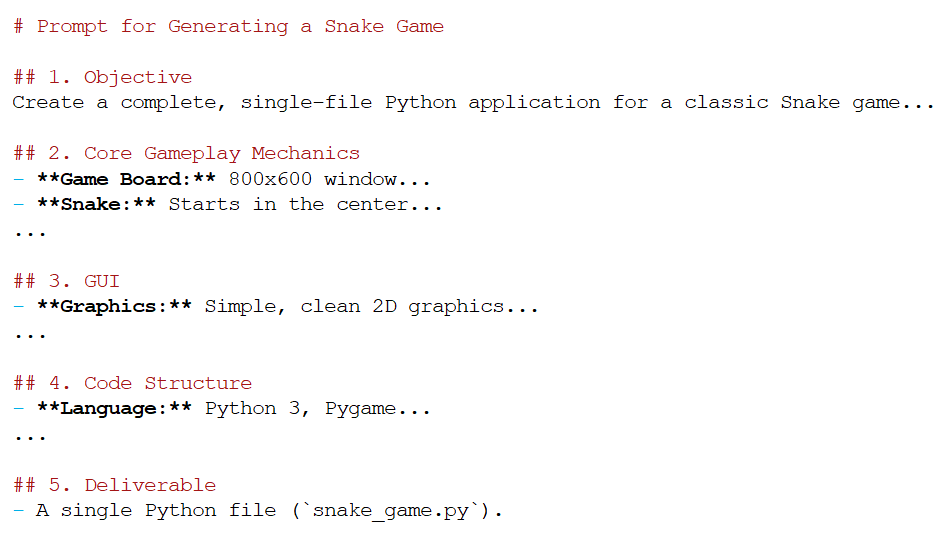 # Prompt for Generating a Snake Game
## 1. Objective
Create a complete, single-file Python application for a classic Snake game...
## 2. Core Gameplay Mechanics
- **Game Board:** 800x600 window...
- **Snake:** Starts in the center...
...
## 3. GUI
- **Graphics:** Simple, clean 2D graphics...
...
## 4. Code Structure
- **Language:** Python 3, Pygame...
...
## 5. Deliverable
- A single Python file (`snake_game.py`).